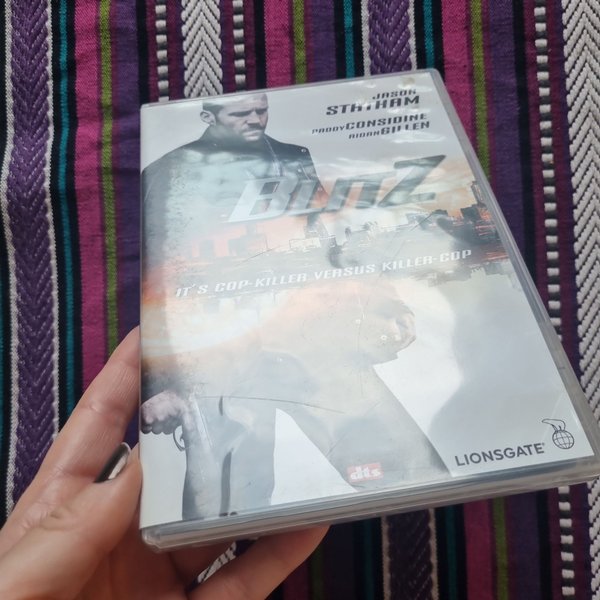 JASON
STATHAM
PADDY CONSIDINE
AIDAN GILLEN
BLITZ
IT'S COP-KILLER VERSUS KILLER-COP
dts
LIONSGATE®